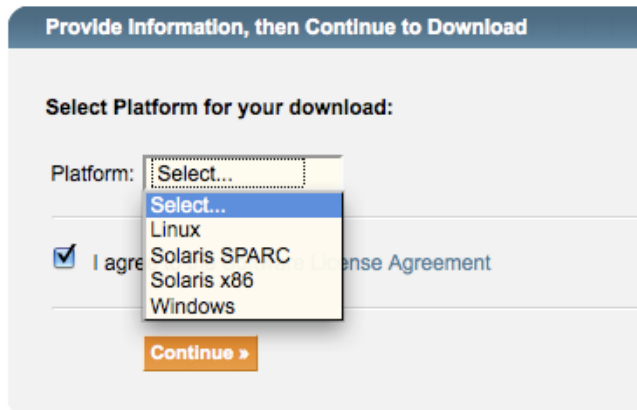 Provide Information, then Continue to Download
Select Platform for your download:
Platform: Select...
Select...
Linux
Solaris SPARC
Solaris x86
Windows
I agre ense Agreement
Continue »